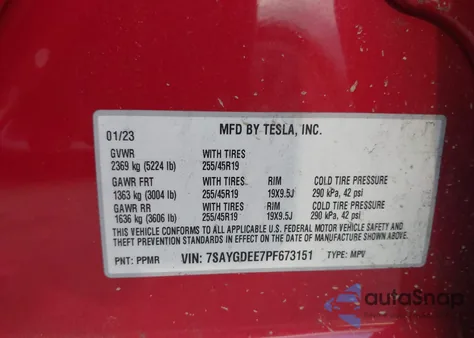 01/23 MFD BY TESLA, INC.
GVWR WITH TIRES
2369 kg (5224 lb) 255/45R19
GAWR FRT WITH TIRES RIM COLD TIRE PRESSURE
1363 kg (3004 lb) 255/45R19 19X9.5J 290 kPa, 42 psi
GAWR RR WITH TIRES RIM COLD TIRE PRESSURE
1636 kg (3606 lb) 255/45R19 19X9.5J 290 kPa, 42 psi
THIS VEHICLE CONFORMS TO ALL APPLICABLE U.S. FEDERAL MOTOR VEHICLE SAFETY AND
THEFT PREVENTION STANDARDS IN EFFECT ON THE DATE OF MANUFACTURE SHOWN ABOVE.
PNT: PPMR VIN: 7SAYGDEE7PF673151 TYPE: MPV
autoSnap